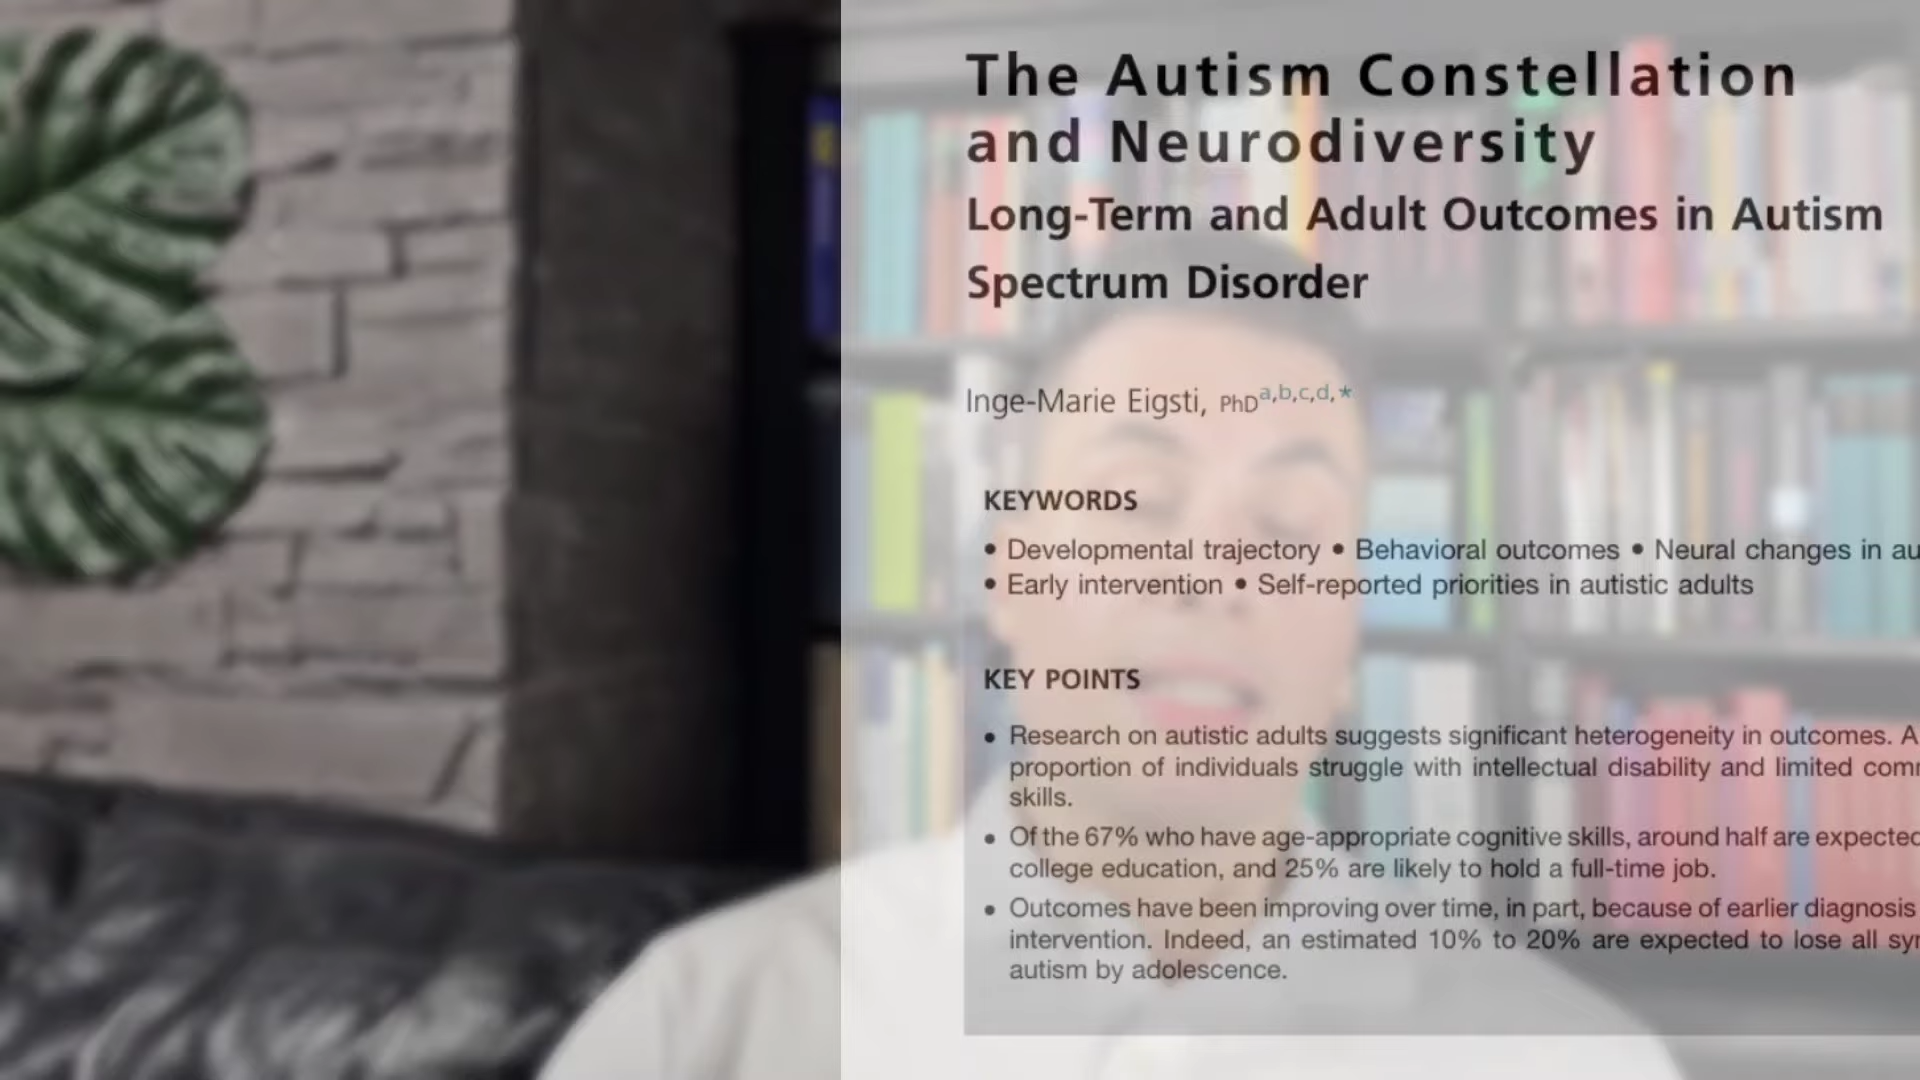 The Autism Constellation
and Neurodiversity
Long-Term and Adult Outcomes in Autism
Spectrum Disorder
Inge-Marie Eigsti, PhD a,b,c,d,*
KEYWORDS
• Developmental trajectory • Behavioral outcomes • Neural changes in au
• Early intervention • Self-reported priorities in autistic adults
KEY POINTS
• Research on autistic adults suggests significant heterogeneity in outcomes. A
proportion of individuals struggle with intellectual disability and limited com
skills.
• Of the 67% who have age-appropriate cognitive skills, around half are expected
college education, and 25% are likely to hold a full-time job.
• Outcomes have been improving over time, in part, because of earlier diagnosis
intervention. Indeed, an estimated 10% to 20% are expected to lose all sy
autism by adolescence.